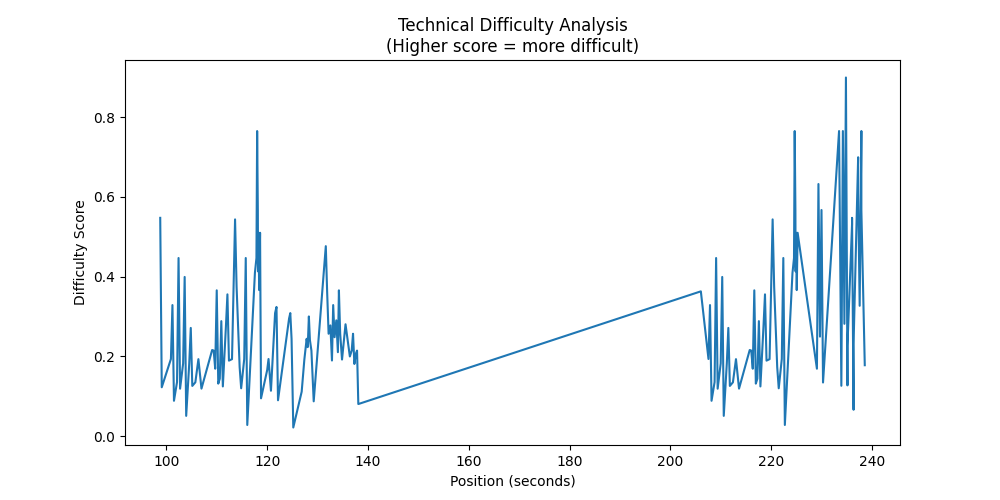 Technical Difficulty Analysis
(Higher score = more difficult)
Difficulty Score
0.8
0.6
0.4
0.2
0.0
100 120 140 160 180 200 220 240
Position (seconds)